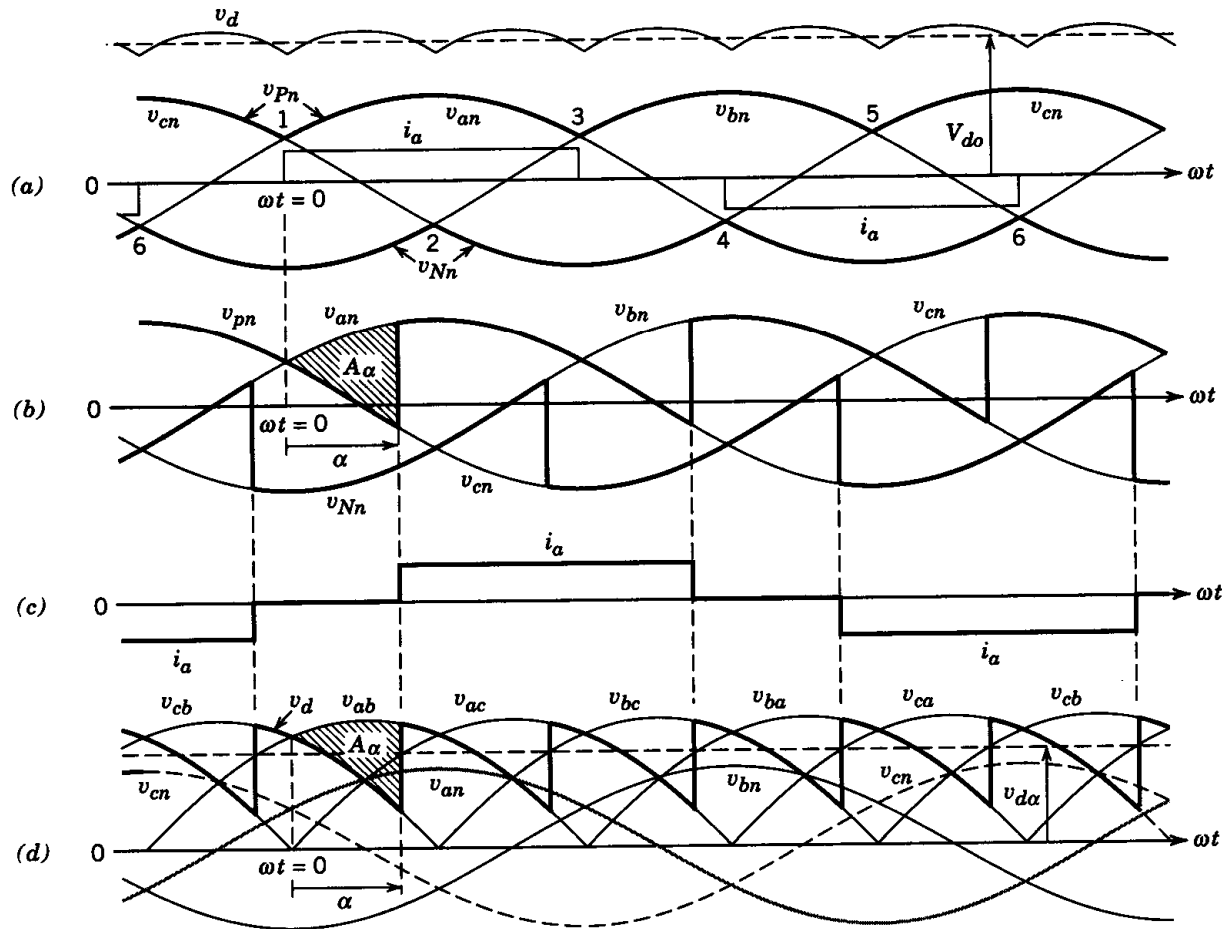 v_d
v_Pn
v_cn 1 v_an 3 v_bn 5 v_cn
i_a V_do
(a) 0 ωt
ωt = 0
6 2 v_Nn 4 i_a 6
v_pn v_an v_bn v_cn
A_α
(b) 0 ωt
ωt = 0
α
v_Nn v_cn
i_a
(c) 0 ωt
i_a i_a
v_cb v_d v_ab v_ac v_bc v_ba v_ca v_cb
A_α
v_cn v_an v_bn v_cn v_dα
(d) 0 ωt
ωt = 0
α